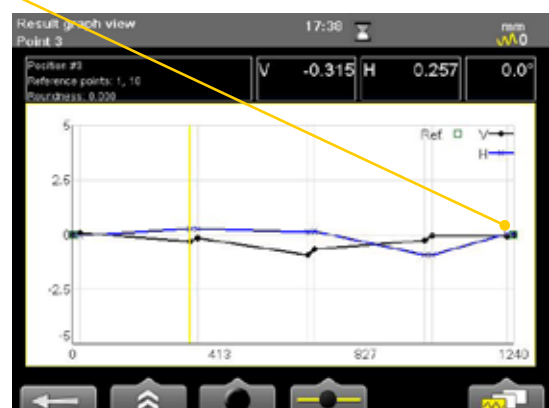 Result graph view 17:38 mm
Point 3 0
Position #3
Reference points: 1, 10
Roundness: 0,000
V -0.315 H 0.257 0.0°
5
Ref. V
H
2.5
0
-2.5
-5
0 413 827 1240